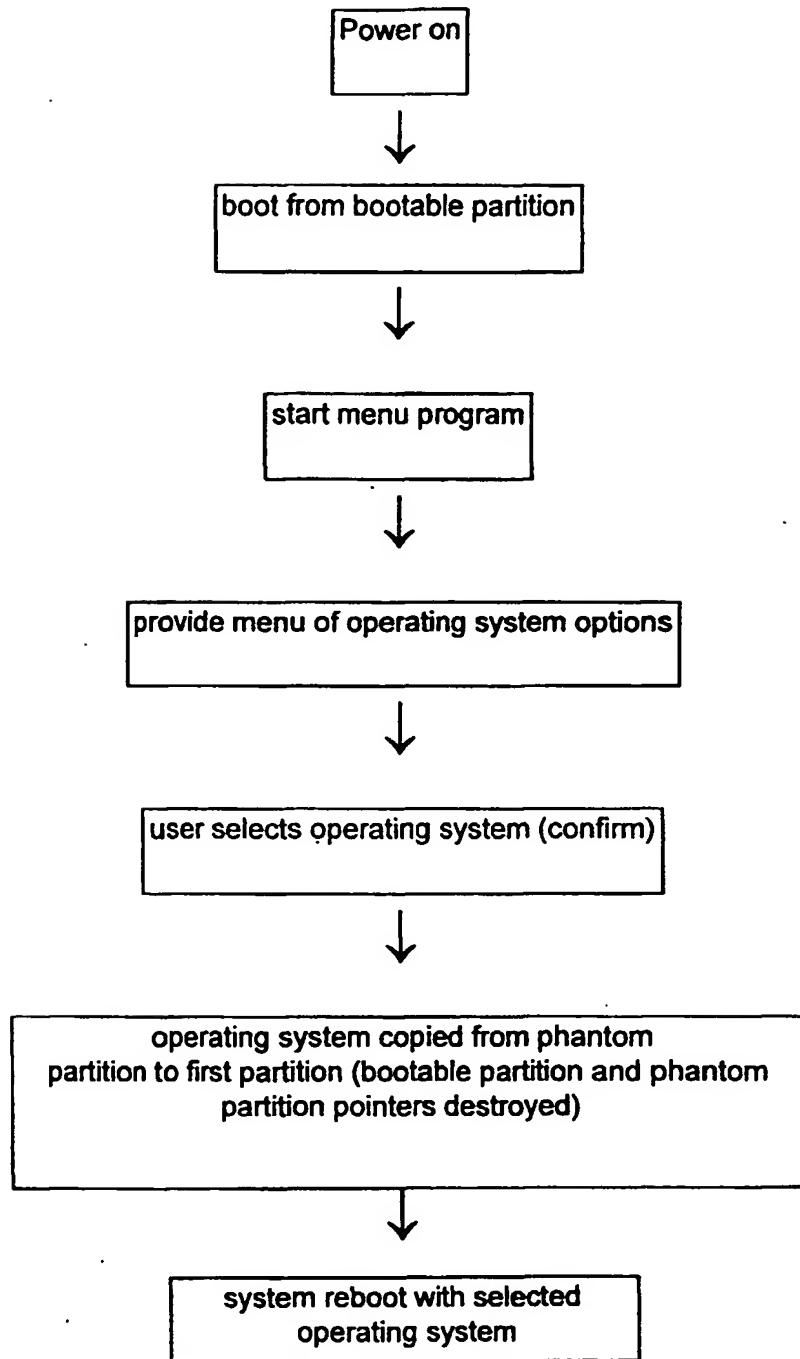 Power on
boot from bootable partition
start menu program
provide menu of operating system options
user selects operating system (confirm)
operating system copied from phantom
partition to first partition (bootable partition and phantom
partition pointers destroyed)
system reboot with selected
operating system